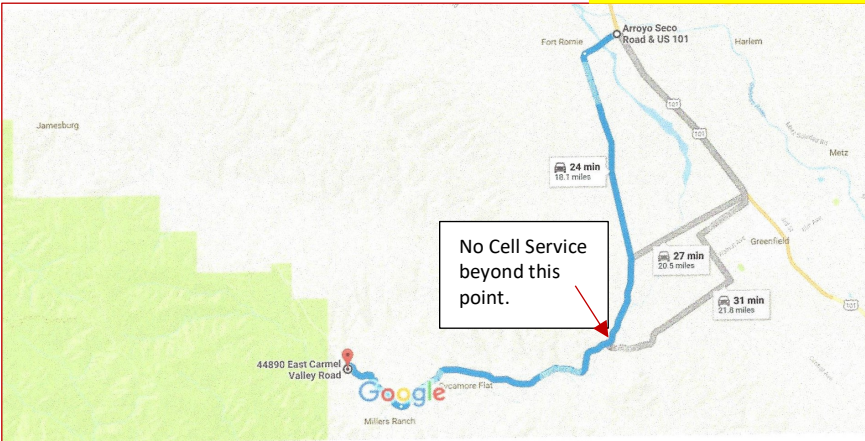 Arroyo Seco
Road & US 101
Fort Romie
Harlem
Jamesburg
101
101
Metz
24 min
18.1 miles
No Cell Service
beyond this
point.
Greenfield
27 min
20.5 miles
31 min
21.8 miles
101
44890 East Carmel
Valley Road
Google
Sycamore Flat
Millers Ranch